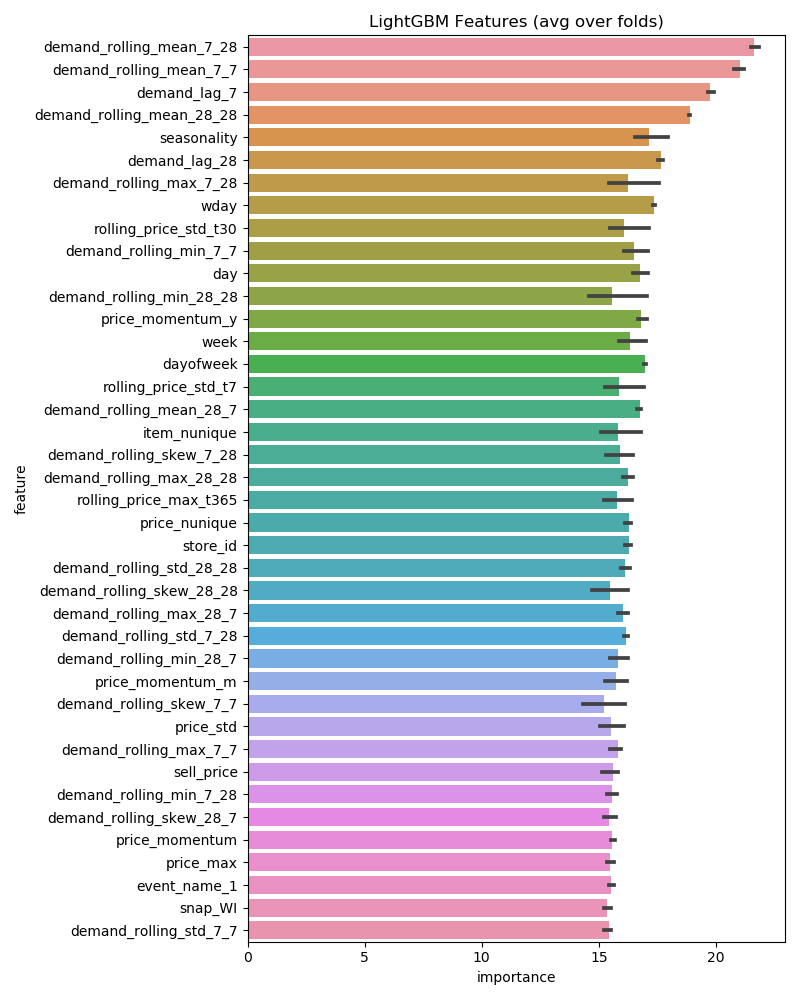 LightGBM Features (avg over folds)
demand_rolling_mean_7_28
demand_rolling_mean_7_7
demand_lag_7
demand_rolling_mean_28_28
seasonality
demand_lag_28
demand_rolling_max_7_28
wday
rolling_price_std_t30
demand_rolling_min_7_7
day
demand_rolling_min_28_28
price_momentum_y
week
dayofweek
rolling_price_std_t7
demand_rolling_mean_28_7
item_nunique
demand_rolling_skew_7_28
demand_rolling_max_28_28
rolling_price_max_t365
price_nunique
store_id
demand_rolling_std_28_28
demand_rolling_skew_28_28
demand_rolling_max_28_7
demand_rolling_std_7_28
demand_rolling_min_28_7
price_momentum_m
demand_rolling_skew_7_7
price_std
demand_rolling_max_7_7
sell_price
demand_rolling_min_7_28
demand_rolling_skew_28_7
price_momentum
price_max
event_name_1
snap_WI
demand_rolling_std_7_7
feature
0 5 10 15 20
importance